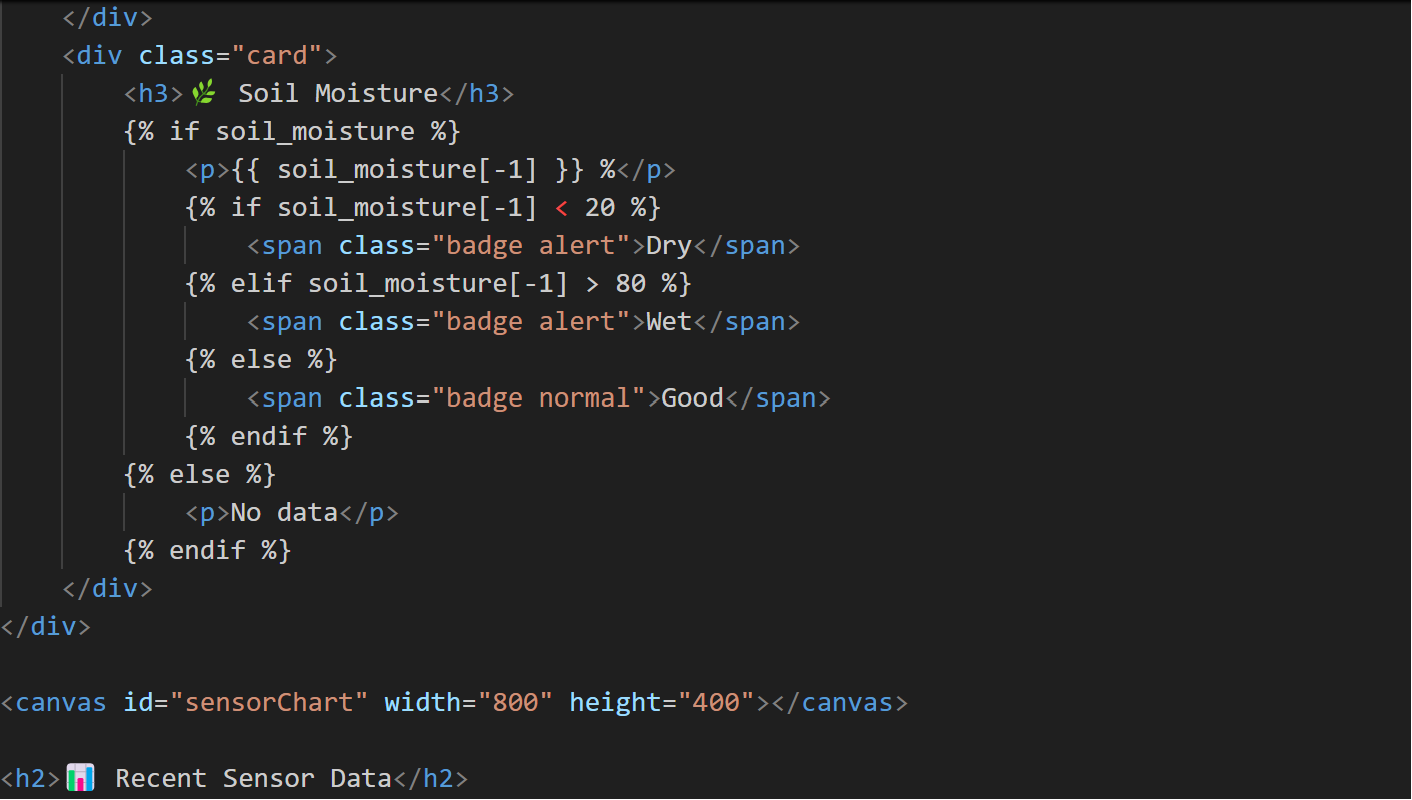 </div>
<div class="card">
<h3>🌿 Soil Moisture</h3>
{% if soil_moisture %}
<p>{{ soil_moisture[-1] }} %</p>
{% if soil_moisture[-1] < 20 %}
<span class="badge alert">Dry</span>
{% elif soil_moisture[-1] > 80 %}
<span class="badge alert">Wet</span>
{% else %}
<span class="badge normal">Good</span>
{% endif %}
{% else %}
<p>No data</p>
{% endif %}
</div>
</div>
<canvas id="sensorChart" width="800" height="400"></canvas>
<h2>📊 Recent Sensor Data</h2>